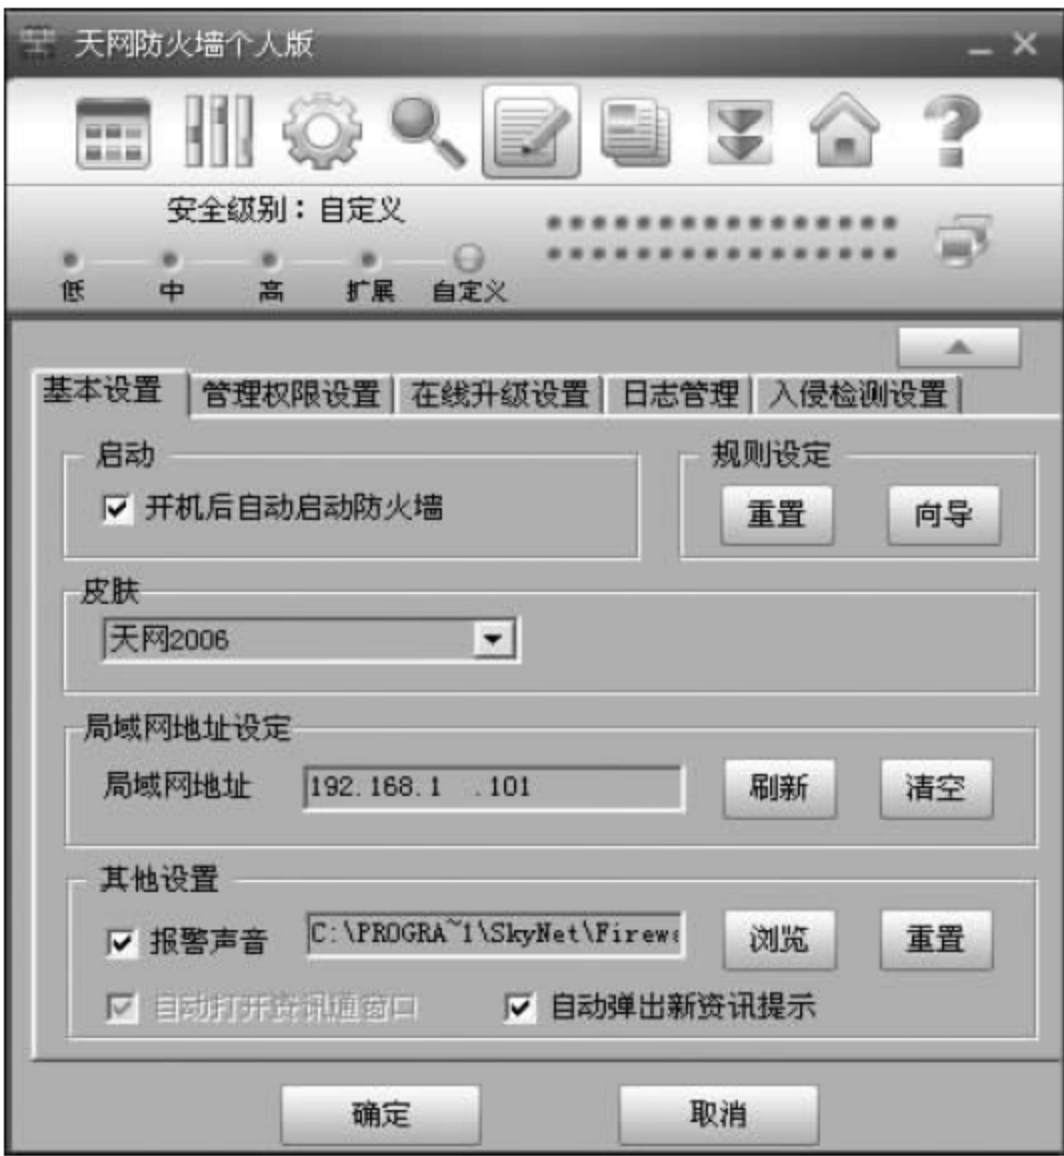 天网防火墙个人版
安全级别：自定义
低 中 高 扩展 自定义
基本设置 管理权限设置 在线升级设置 日志管理 入侵检测设置
启动 规则设定
开机后自动启动防火墙 重置 向导
皮肤
天网2006
局域网地址设定
局域网地址 192.168.1 .101 刷新 清空
其他设置
报警声音 C:\PROGRA~1\SkyNet\Firewa 浏览 重置
自动打开资讯通窗口 自动弹出新资讯提示
确定 取消